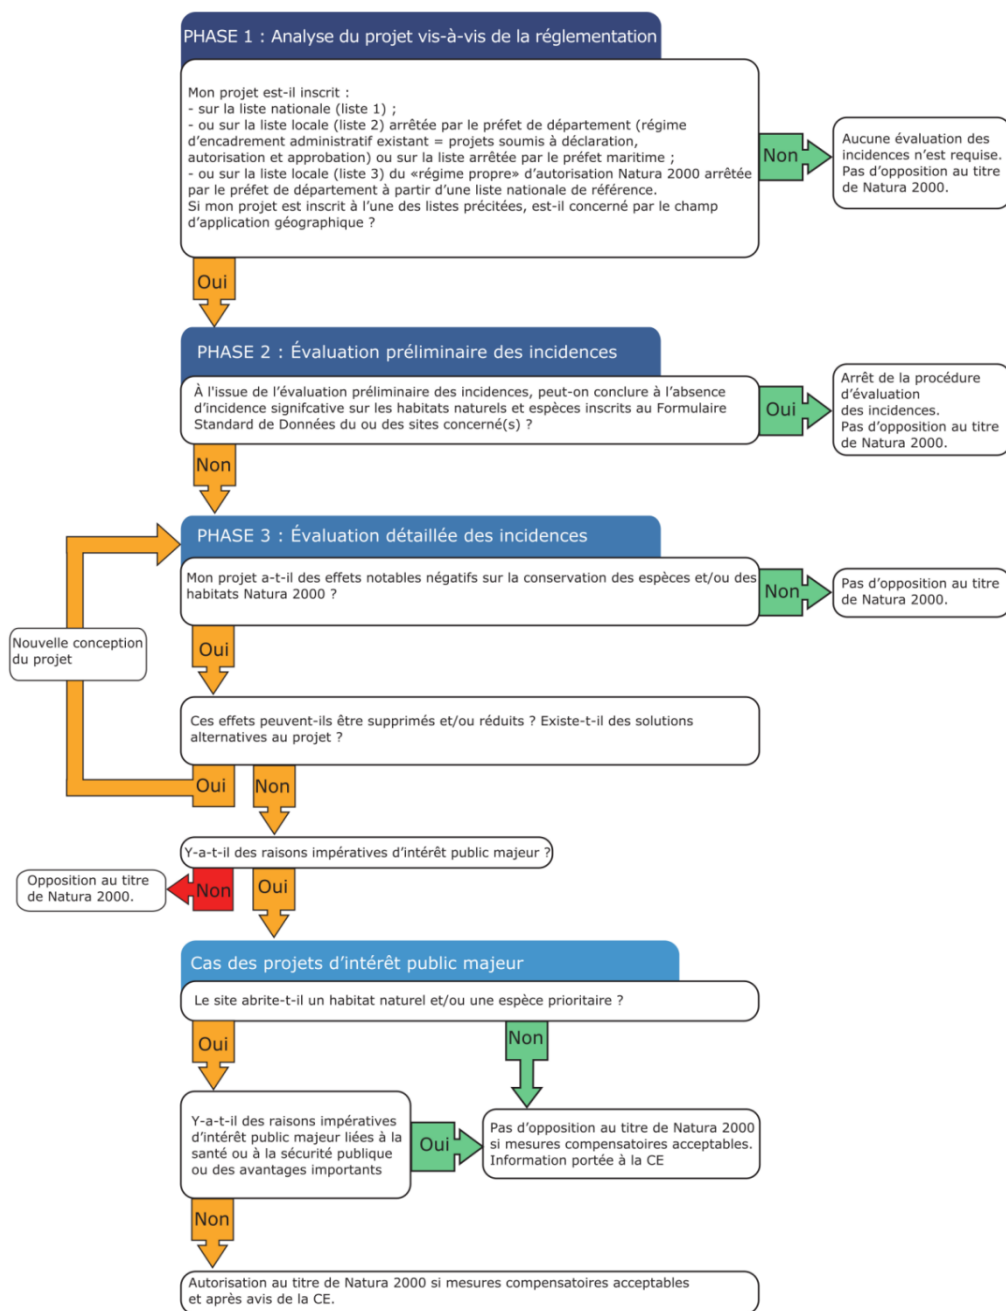 PHASE 1 : Analyse du projet vis-à-vis de la réglementation
Mon projet est-il inscrit :
- sur la liste nationale (liste 1) ;
- ou sur la liste locale (liste 2) arrêtée par le préfet de département (régime
d'encadrement administratif existant = projets soumis à déclaration,
autorisation et approbation) ou sur la liste arrêtée par le préfet maritime ;
- ou sur la liste locale (liste 3) du «régime propre» d'autorisation Natura 2000 arrêtée
par le préfet de département à partir d'une liste nationale de référence.
Si mon projet est inscrit à l'une des listes précitées, est-il concerné par le champ
d'application géographique ?
Non
Aucune évaluation des
incidences n'est requise.
Pas d'opposition au titre
de Natura 2000.
Oui
PHASE 2 : Évaluation préliminaire des incidences
À l'issue de l'évaluation préliminaire des incidences, peut-on conclure à l'absence
d'incidence signifcative sur les habitats naturels et espèces inscrits au Formulaire
Standard de Données du ou des sites concerné(s) ?
Oui
Arrêt de la procédure
d'évaluation
des incidences.
Pas d'opposition au titre
de Natura 2000.
Non
PHASE 3 : Évaluation détaillée des incidences
Mon projet a-t-il des effets notables négatifs sur la conservation des espèces et/ou des
habitats Natura 2000 ?
Non
Pas d'opposition au titre
de Natura 2000.
Nouvelle conception
du projet
Oui
Ces effets peuvent-ils être supprimés et/ou réduits ? Existe-t-il des solutions
alternatives au projet ?
Oui
Non
Y-a-t-il des raisons impératives d'intérêt public majeur ?
Opposition au titre
de Natura 2000.
Non
Oui
Cas des projets d'intérêt public majeur
Le site abrite-t-il un habitat naturel et/ou une espèce prioritaire ?
Oui
Non
Y-a-t-il des raisons impératives
d'intérêt public majeur liées à la
santé ou à la sécurité publique
ou des avantages importants
Oui
Pas d'opposition au titre de Natura 2000
si mesures compensatoires acceptables.
Information portée à la CE
Non
Autorisation au titre de Natura 2000 si mesures compensatoires acceptables
et après avis de la CE.